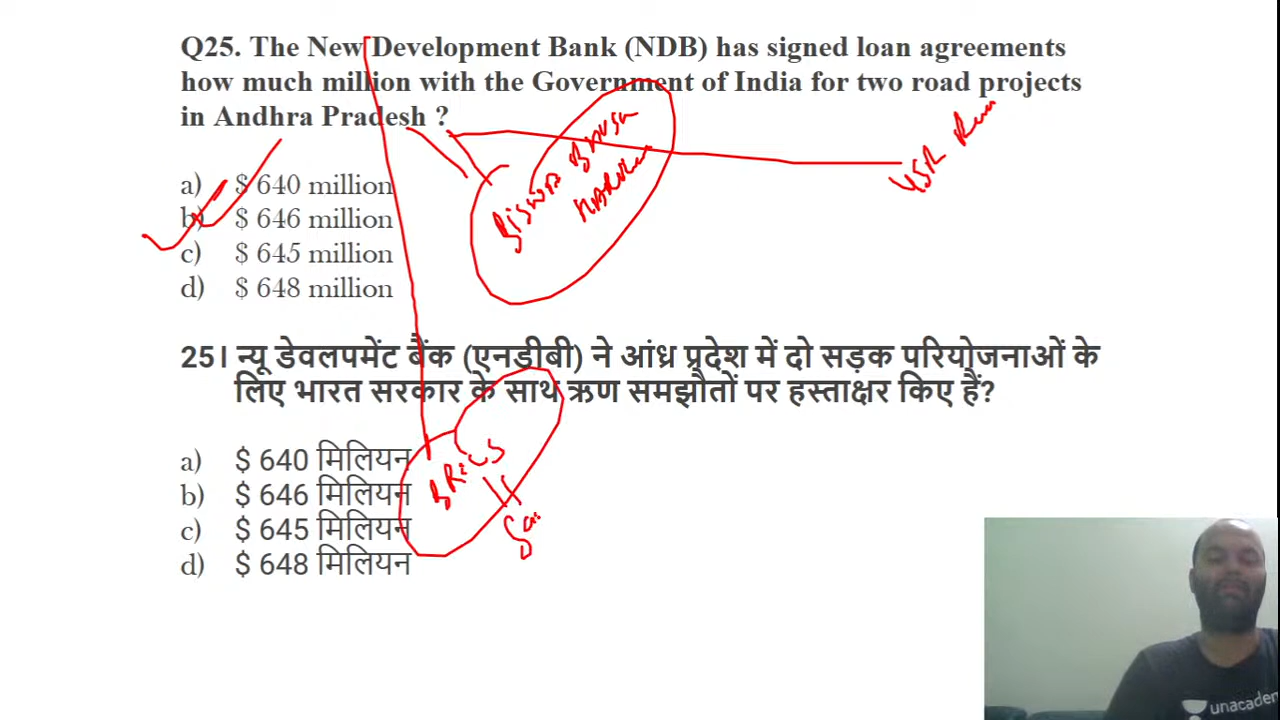 Q25. The New Development Bank (NDB) has signed loan agreements
how much million with the Government of India for two road projects
in Andhra Pradesh ?
a) $ 640 million
b) $ 646 million
c) $ 645 million
d) $ 648 million
YSR
25। न्यू डेवलपमेंट बैंक (एनडीबी) ने आंध्र प्रदेश में दो सड़क परियोजनाओं के
लिए भारत सरकार के साथ ऋण समझौतों पर हस्ताक्षर किए हैं?
a) $ 640 मिलियन
b) $ 646 मिलियन
c) $ 645 मिलियन
d) $ 648 मिलियन
BRICS
unacadem